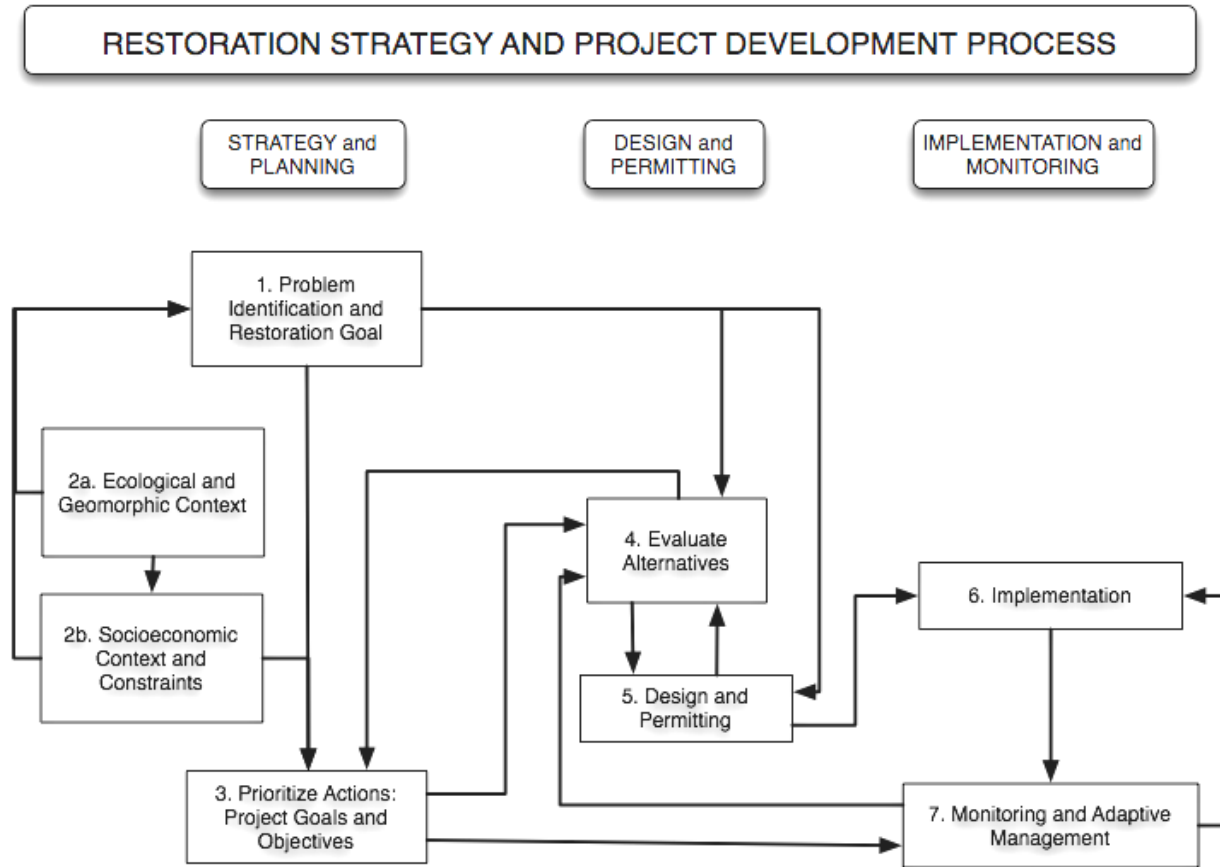 RESTORATION STRATEGY AND PROJECT DEVELOPMENT PROCESS
STRATEGY and
PLANNING
DESIGN and
PERMITTING
IMPLEMENTATION and
MONITORING
1. Problem
Identification and
Restoration Goal
2a. Ecological and
Geomorphic Context
2b. Socioeconomic
Context and
Constraints
3. Prioritize Actions:
Project Goals and
Objectives
4. Evaluate
Alternatives
5. Design and
Permitting
6. Implementation
7. Monitoring and Adaptive
Management